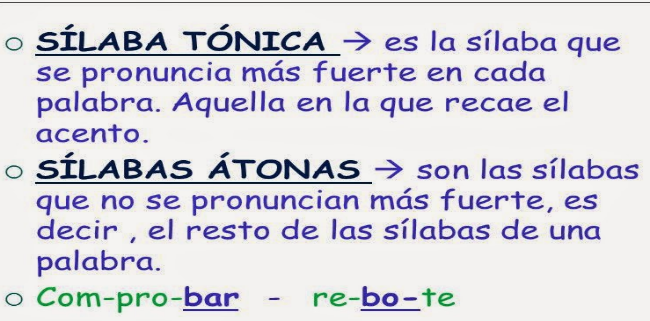 ○ SÍLABA TÓNICA → es la sílaba que
se pronuncia más fuerte en cada
palabra. Aquella en la que recae el
acento.
○ SÍLABAS ÁTONAS → son las sílabas
que no se pronuncian más fuerte, es
decir , el resto de las sílabas de una
palabra.
○ Com-pro-bar - re-bo-te